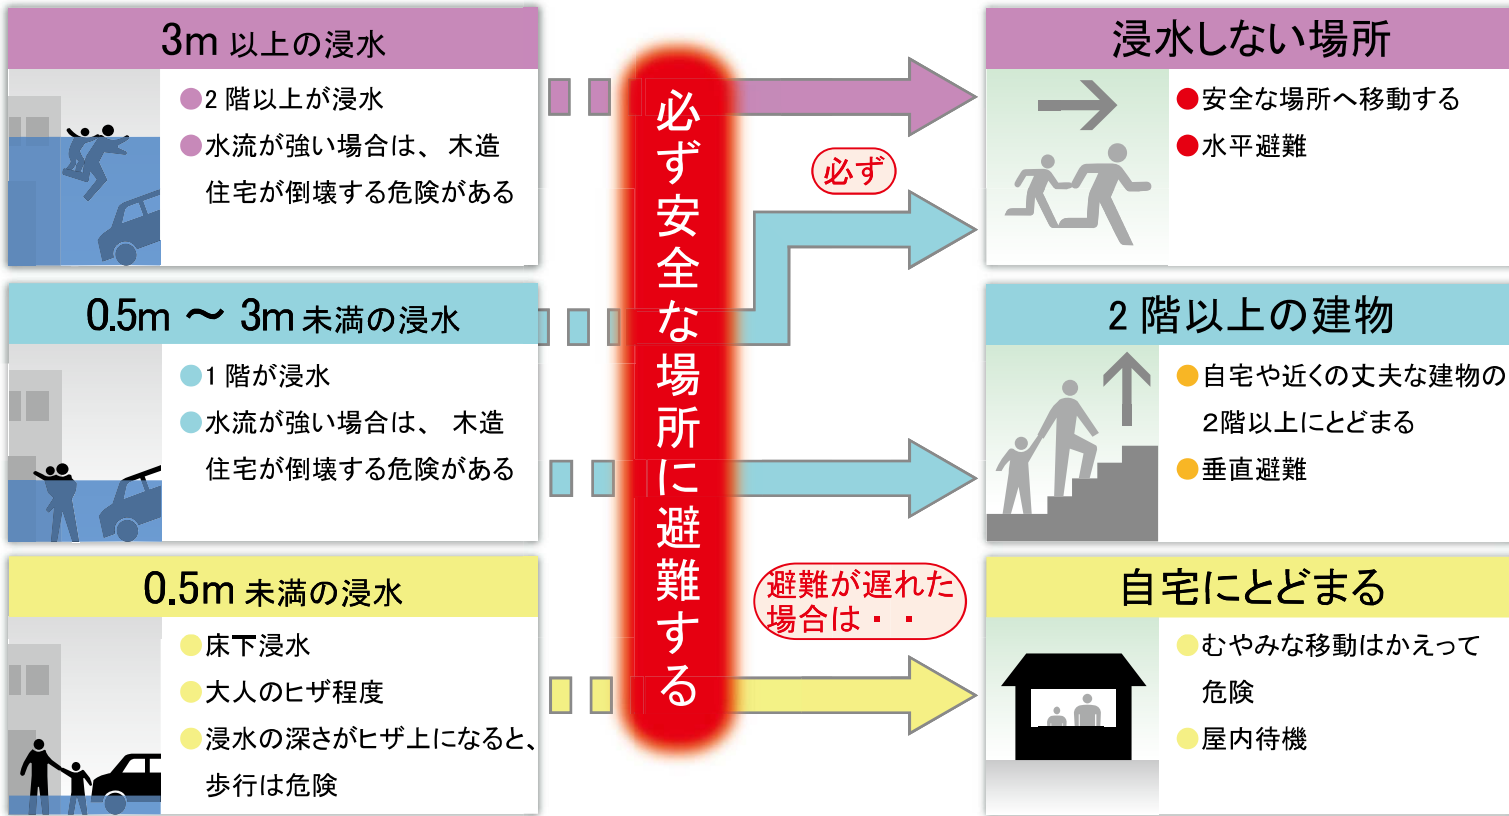 3m 以上の浸水
●2 階以上が浸水
●水流が強い場合は、 木造
住宅が倒壊する危険がある
0.5m ～ 3m 未満の浸水
●1 階が浸水
●水流が強い場合は、 木造
住宅が倒壊する危険がある
0.5m 未満の浸水
●床下浸水
●大人のヒザ程度
●浸水の深さがヒザ上になると、
歩行は危険
必ず安全な場所に避難する
必ず
避難が遅れた
場合は・・
浸水しない場所
●安全な場所へ移動する
●水平避難
2 階以上の建物
●自宅や近くの丈夫な建物の
2階以上にとどまる
●垂直避難
自宅にとどまる
●むやみな移動はかえって
危険
●屋内待機